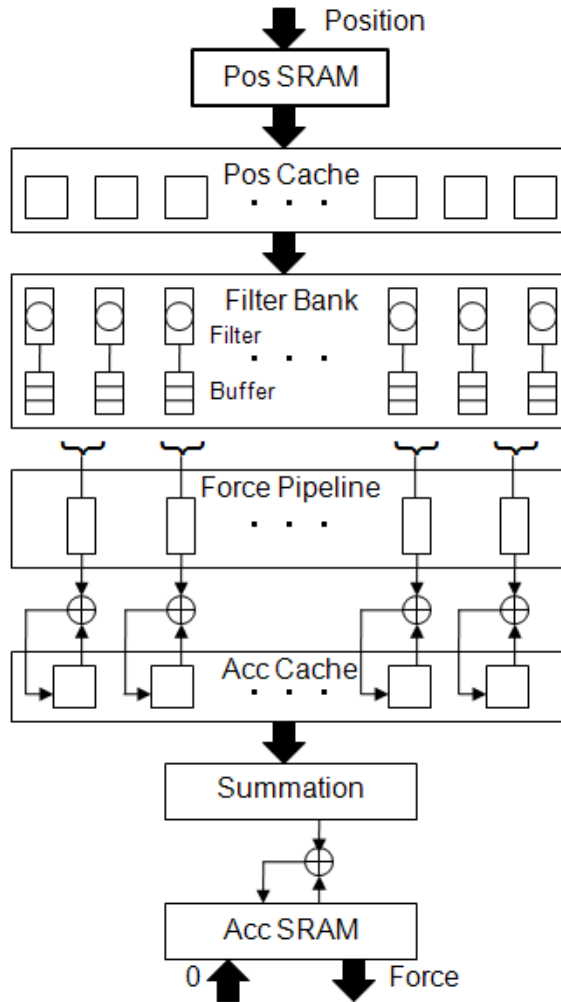 Position
Pos SRAM
Pos Cache
. . .
Filter Bank
Filter
. . .
Buffer
Force Pipeline
. . .
Acc Cache
. . .
Summation
Acc SRAM
0
Force